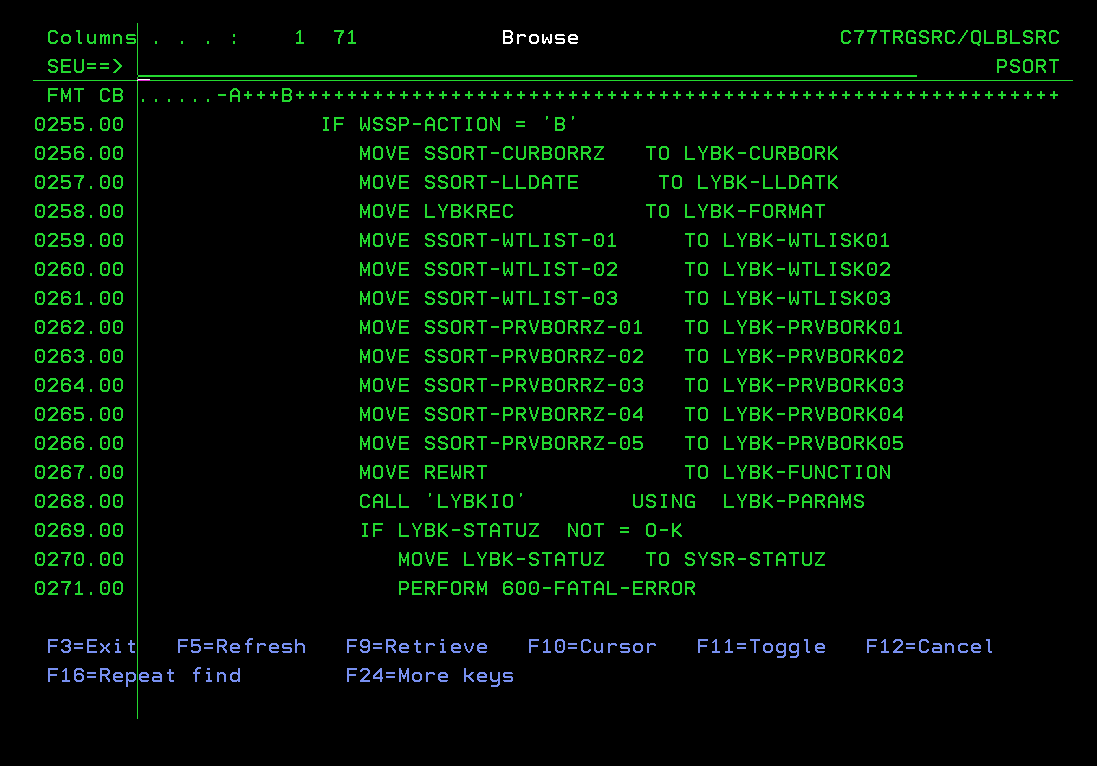 Columns . . . :    1  71           Browse                    C77TRGSRC/QLBLSRC
SEU==> ____________________________________________________________ PSORT
FMT CB ......-A+++B++++++++++++++++++++++++++++++++++++++++++++++++++++++++++++
0255.00               IF WSSP-ACTION = 'B'
0256.00                  MOVE SSORT-CURBORRZ   TO LYBK-CURBORK
0257.00                  MOVE SSORT-LLDATE      TO LYBK-LLDATK
0258.00                  MOVE LYBKREC          TO LYBK-FORMAT
0259.00                  MOVE SSORT-WTLIST-01     TO LYBK-WTLISK01
0260.00                  MOVE SSORT-WTLIST-02     TO LYBK-WTLISK02
0261.00                  MOVE SSORT-WTLIST-03     TO LYBK-WTLISK03
0262.00                  MOVE SSORT-PRVBORRZ-01   TO LYBK-PRVBORK01
0263.00                  MOVE SSORT-PRVBORRZ-02   TO LYBK-PRVBORK02
0264.00                  MOVE SSORT-PRVBORRZ-03   TO LYBK-PRVBORK03
0265.00                  MOVE SSORT-PRVBORRZ-04   TO LYBK-PRVBORK04
0266.00                  MOVE SSORT-PRVBORRZ-05   TO LYBK-PRVBORK05
0267.00                  MOVE REWRT               TO LYBK-FUNCTION
0268.00                  CALL 'LYBKIO'        USING  LYBK-PARAMS
0269.00                  IF LYBK-STATUZ  NOT = O-K
0270.00                     MOVE LYBK-STATUZ   TO SYSR-STATUZ
0271.00                     PERFORM 600-FATAL-ERROR
F3=Exit   F5=Refresh   F9=Retrieve   F10=Cursor   F11=Toggle   F12=Cancel
F16=Repeat find        F24=More keys